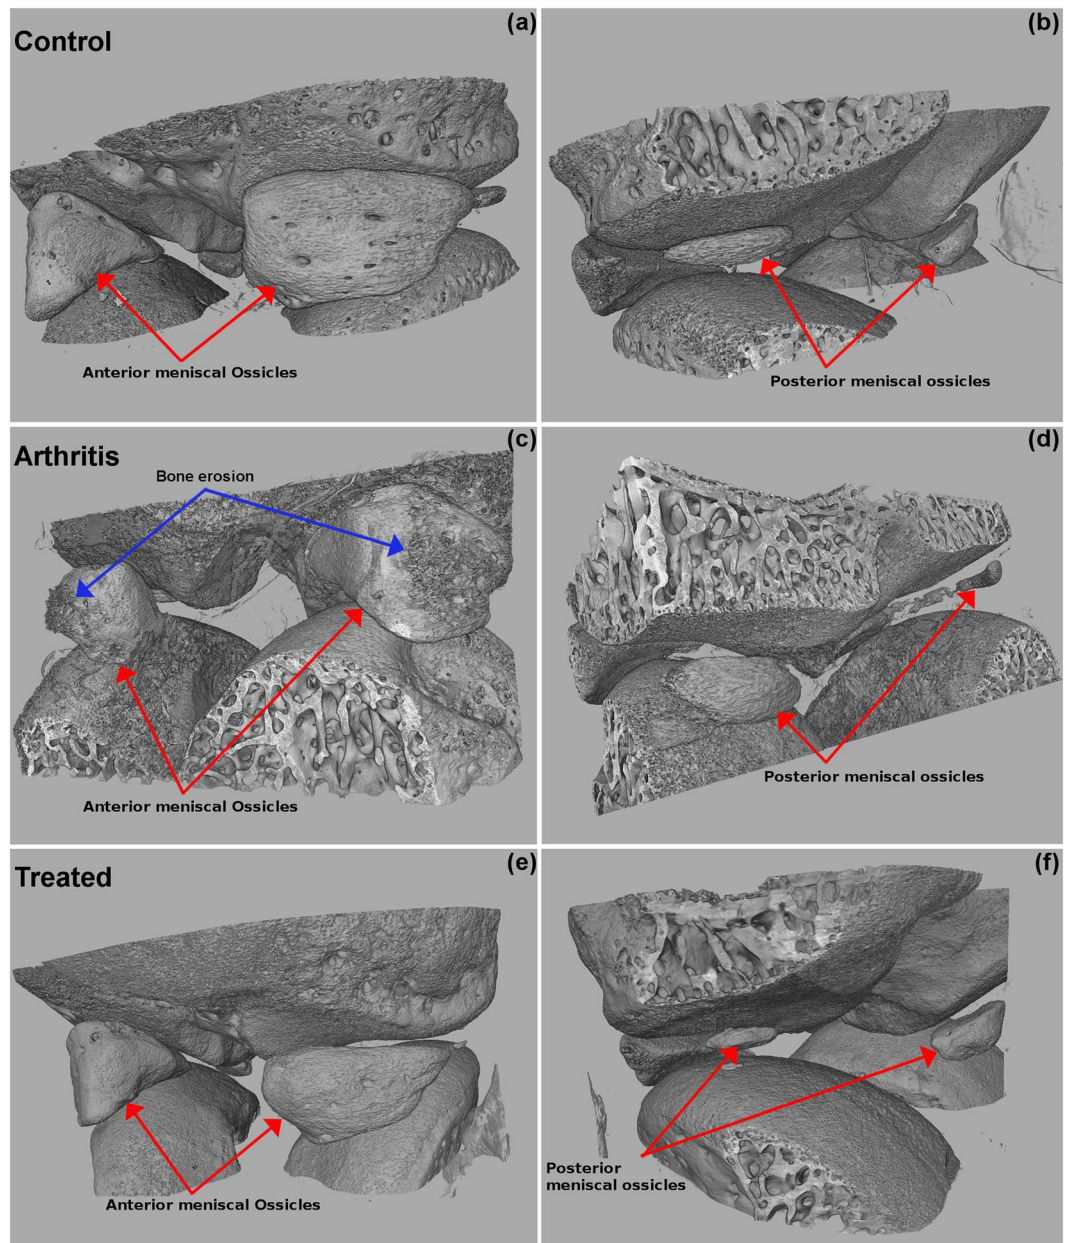 Control
(a)
Anterior meniscal Ossicles
(b)
Posterior meniscal ossicles
Arthritis
(c)
Bone erosion
Anterior meniscal Ossicles
(d)
Posterior meniscal ossicles
Treated
(e)
Anterior meniscal Ossicles
(f)
Posterior
meniscal ossicles